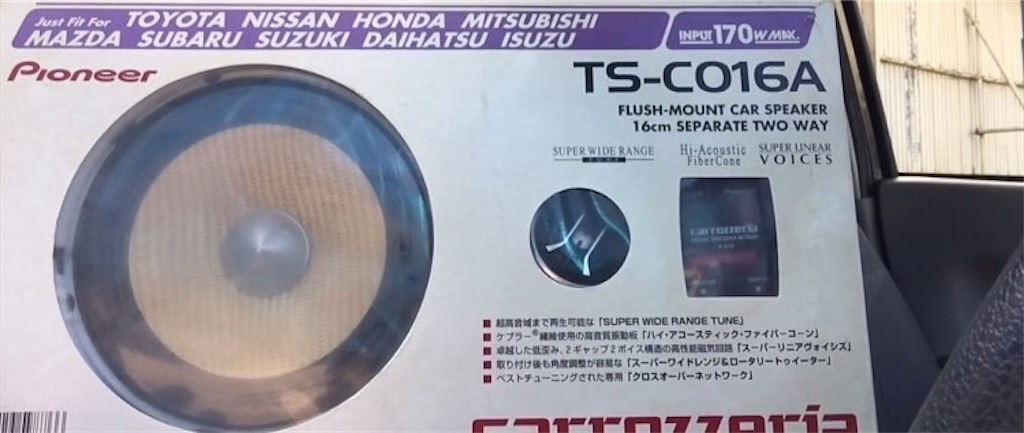 Just Fit For TOYOTA NISSAN HONDA MITSUBISHI
MAZDA SUBARU SUZUKI DAIHATSU ISUZU
INPUT 170W MAX.
Pioneer
TS-C016A
FLUSH-MOUNT CAR SPEAKER
16cm SEPARATE TWO WAY
SUPER WIDE RANGE
TUNE
Hi-Acoustic
FiberCone
SUPER LINEAR
VOICES
Pioneer
carrozzeria
■ 超高音域まで再生可能な「SUPER WIDE RANGE TUNE」
■ ケブラー®繊維使用の高音質振動板「ハイ・アコースティック・ファイバーコーン」
■ 卓越した低歪み、2ギャップ2ボイス構造の高性能磁気回路「スーパーリニアヴォイシズ」
■ 取り付け後も角度調整が容易な「スーパーワイドレンジ&ロータリートゥイーター」
■ ベストチューニングされた専用「クロスオーバーネットワーク」
carrozzeria